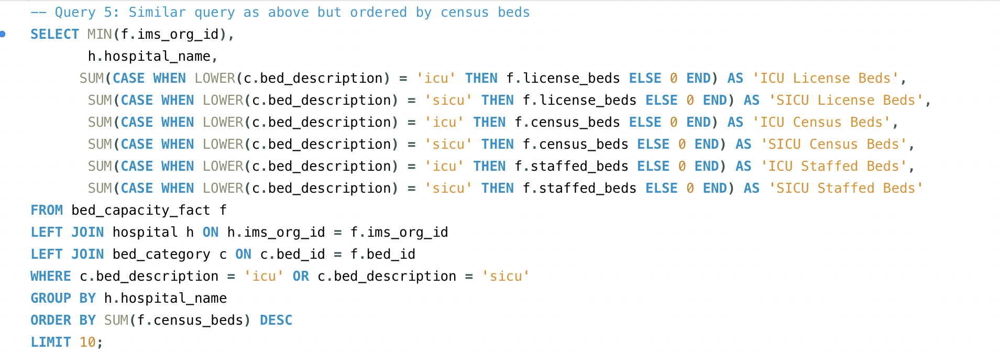 -- Query 5: Similar query as above but ordered by census beds
SELECT MIN(f.ims_org_id),
h.hospital_name,
SUM(CASE WHEN LOWER(c.bed_description) = 'icu' THEN f.license_beds ELSE 0 END) AS 'ICU License Beds',
SUM(CASE WHEN LOWER(c.bed_description) = 'sicu' THEN f.license_beds ELSE 0 END) AS 'SICU License Beds',
SUM(CASE WHEN LOWER(c.bed_description) = 'icu' THEN f.census_beds ELSE 0 END) AS 'ICU Census Beds',
SUM(CASE WHEN LOWER(c.bed_description) = 'sicu' THEN f.census_beds ELSE 0 END) AS 'SICU Census Beds',
SUM(CASE WHEN LOWER(c.bed_description) = 'icu' THEN f.staffed_beds ELSE 0 END) AS 'ICU Staffed Beds',
SUM(CASE WHEN LOWER(c.bed_description) = 'sicu' THEN f.staffed_beds ELSE 0 END) AS 'SICU Staffed Beds'
FROM bed_capacity_fact f
LEFT JOIN hospital h ON h.ims_org_id = f.ims_org_id
LEFT JOIN bed_category c ON c.bed_id = f.bed_id
WHERE c.bed_description = 'icu' OR c.bed_description = 'sicu'
GROUP BY h.hospital_name
ORDER BY SUM(f.census_beds) DESC
LIMIT 10;